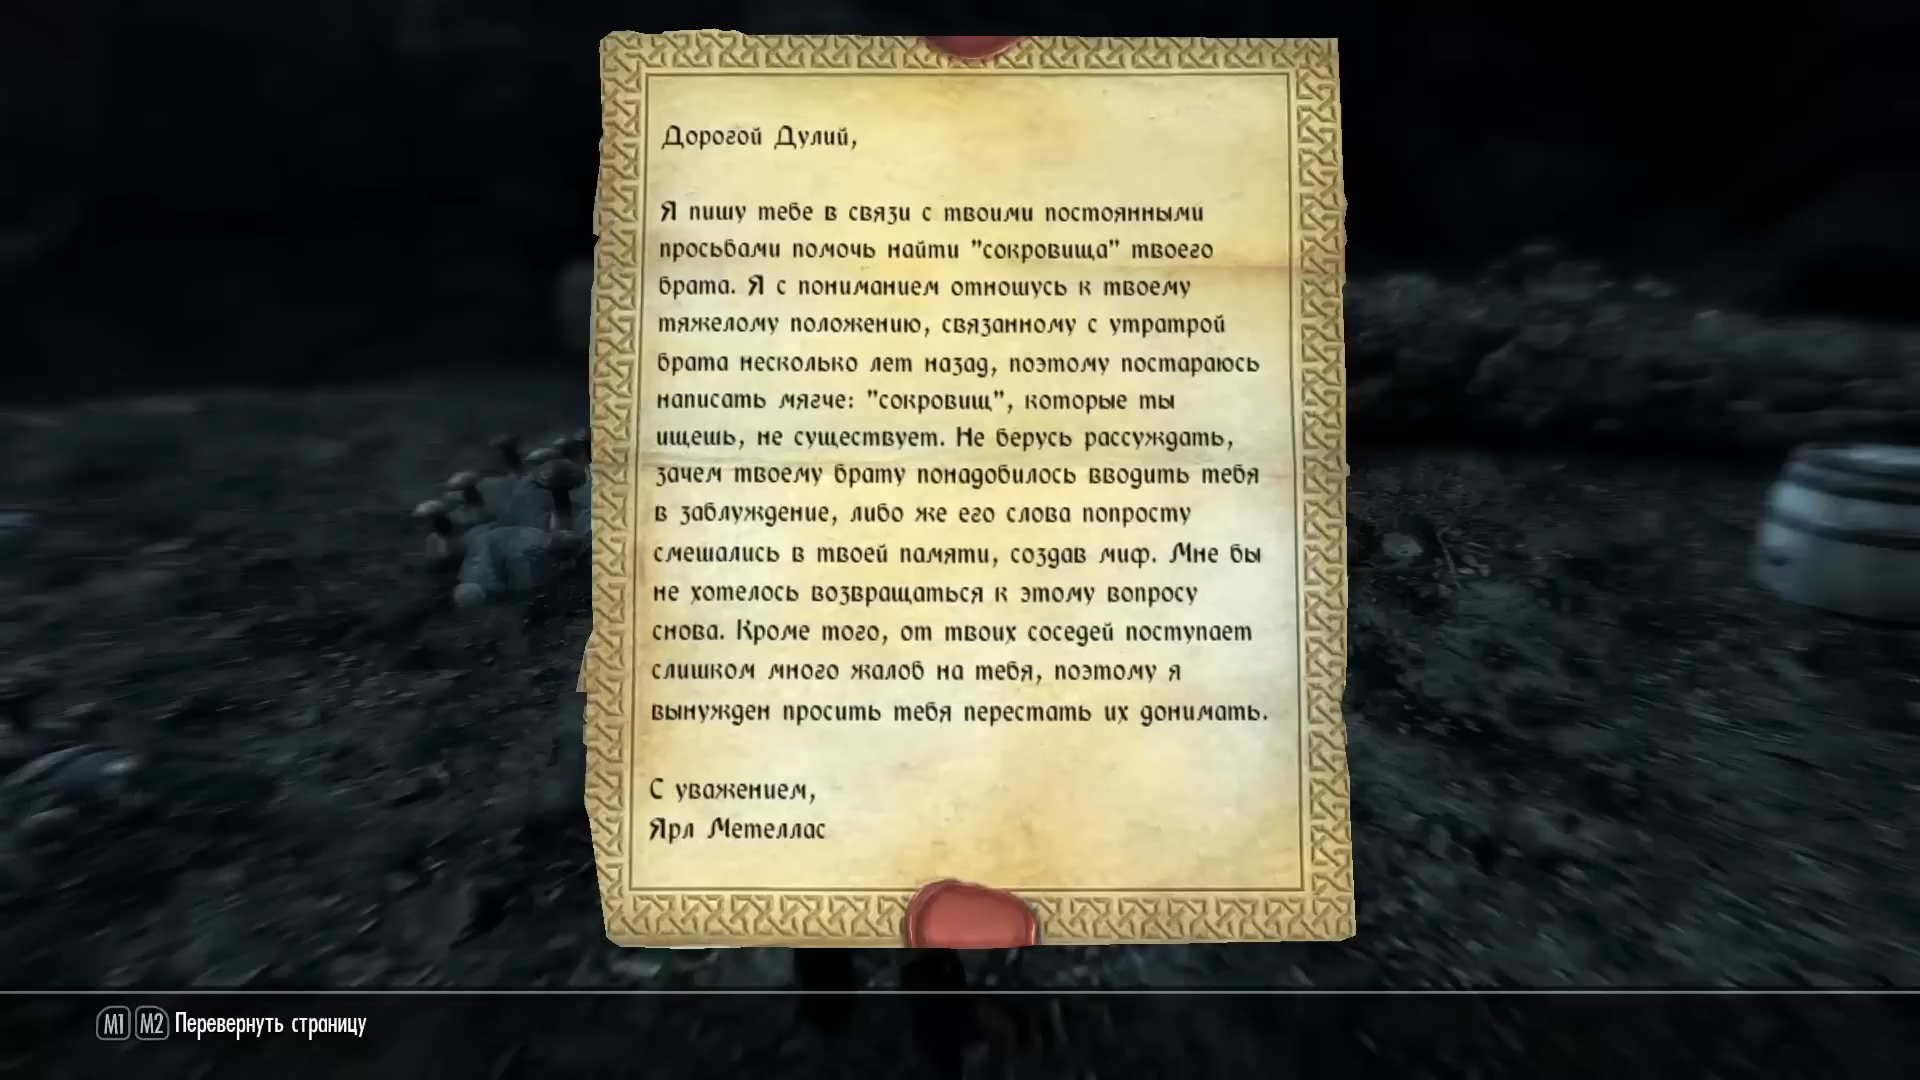 Дорогой Дулий,
Я пишу тебе в связи с твоими постоянными
просьбами помочь найти "сокровища" твоего
брата. Я с пониманием отношусь к твоему
тяжелому положению, связанному с утратрой
брата несколько лет назад, поэтому постараюсь
написать мягче: "сокровищ", которые ты
ищешь, не существует. Не берусь рассуждать,
зачем твоему брату понадобилось вводить тебя
в заблуждение, либо же его слова попросту
смешались в твоей памяти, создав миф. Мне бы
не хотелось возвращаться к этому вопросу
снова. Кроме того, от твоих соседей поступает
слишком много жалоб на тебя, поэтому я
вынужден просить тебя перестать их донимать.
С уважением,
Ярл Метеллас
M1 M2 Перевернуть страницу